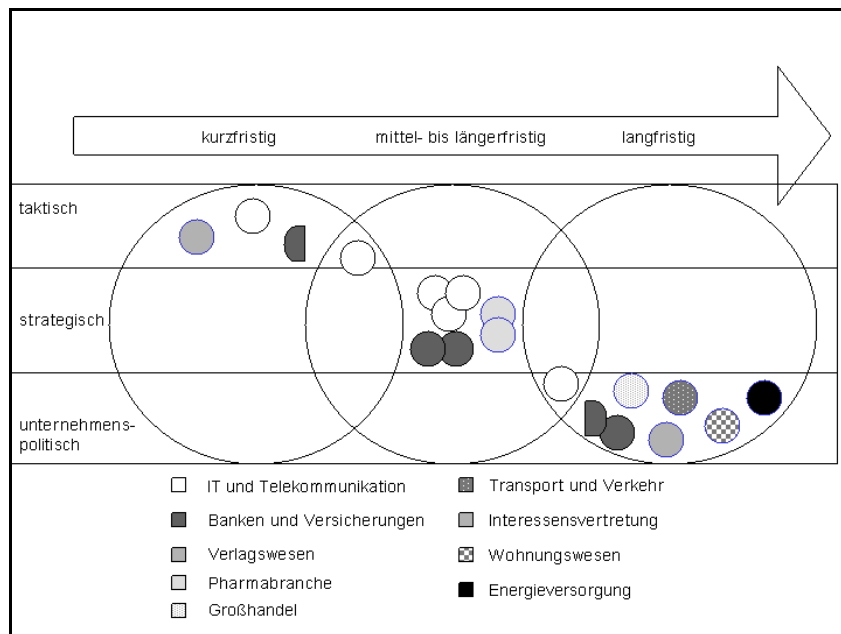 kurzfristig
mittel- bis längerfristig
langfristig
taktisch
strategisch
unternehmens-
politisch
IT und Telekommunikation
Banken und Versicherungen
Verlagswesen
Pharmabranche
Großhandel
Transport und Verkehr
Interessensvertretung
Wohnungswesen
Energieversorgung